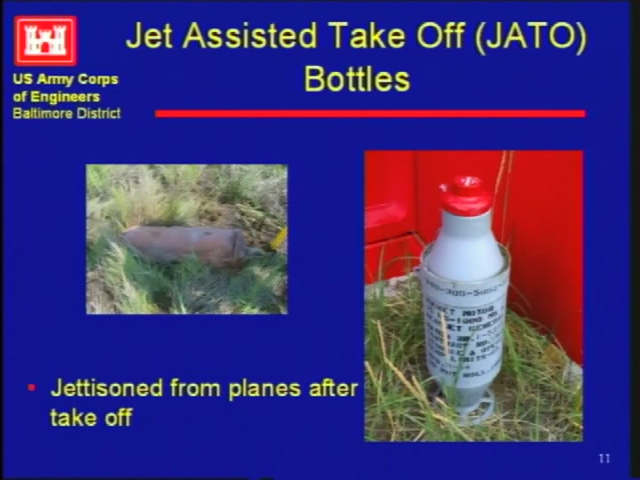 Jet Assisted Take Off (JATO)
Bottles
US Army Corps
of Engineers
Baltimore District
Jettisoned from planes after
take off
MOTOR
11